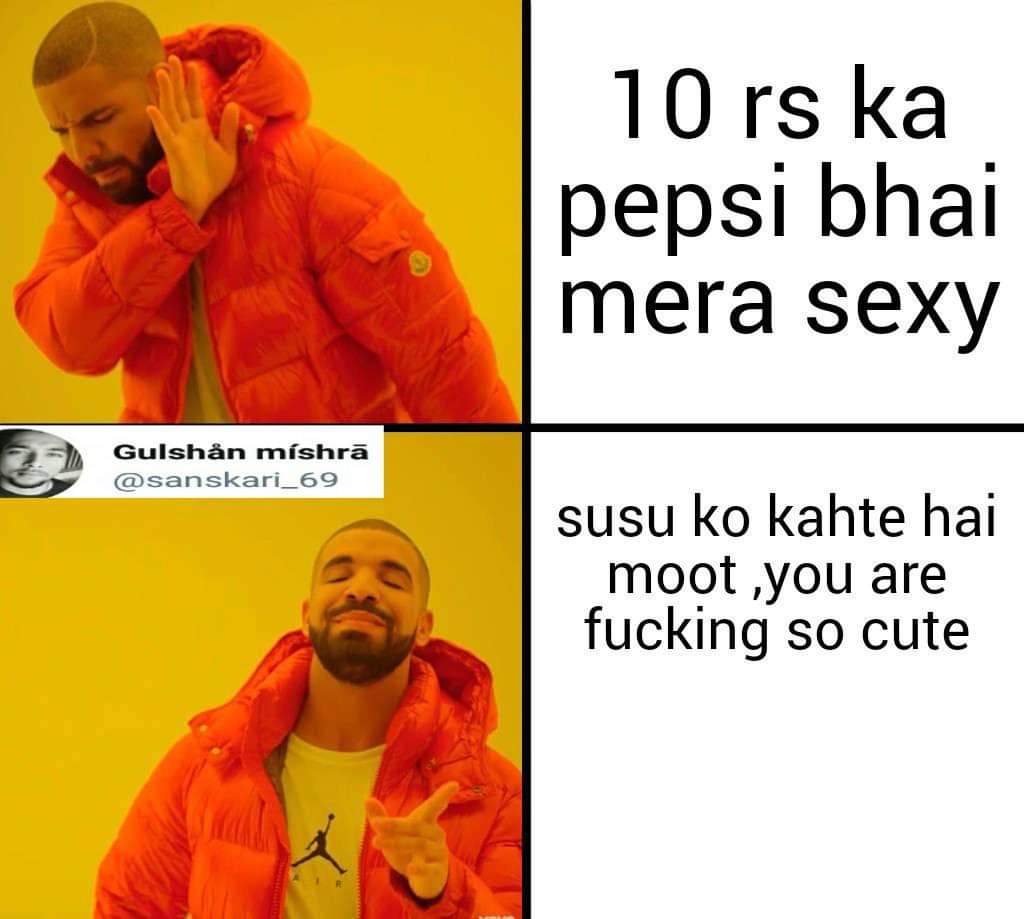 10 rs ka
pepsi bhai
mera sexy
Gulshån míshrā
@sanskari_69
susu ko kahte hai
moot ,you are
fucking so cute
AIR